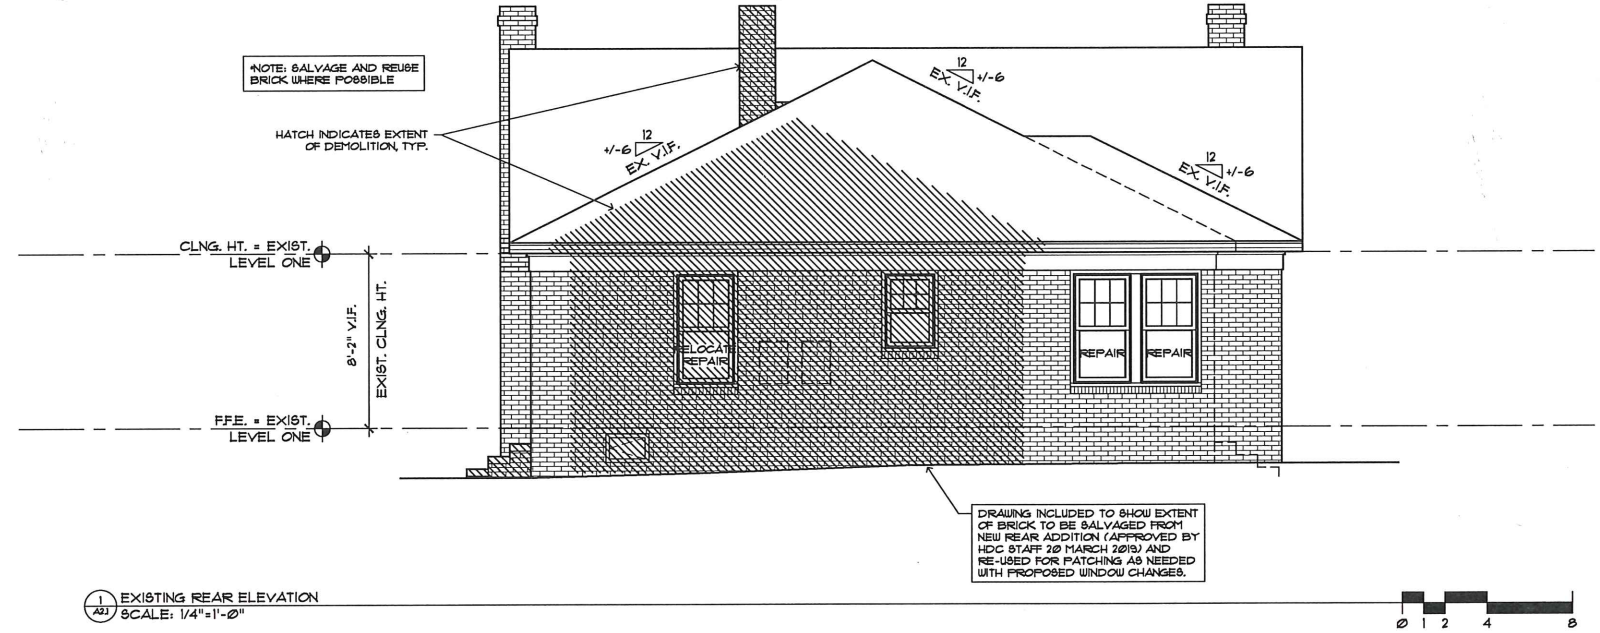 *NOTE: SALVAGE AND REUSE
BRICK WHERE POSSIBLE
HATCH INDICATES EXTENT
OF DEMOLITION, TYP.
12
+/-6
EX. V.I.F.
12
+/-6
EX. V.I.F.
12
+/-6
EX. V.I.F.
CLNG. HT. = EXIST.
LEVEL ONE
8'-2" V.I.F.
EXIST. CLNG. HT.
F.F.E. = EXIST.
LEVEL ONE
RELOCATE
REPAIR
REPAIR
REPAIR
DRAWING INCLUDED TO SHOW EXTENT
OF BRICK TO BE SALVAGED FROM
NEW REAR ADDITION (APPROVED BY
HDC STAFF 20 MARCH 2019) AND
RE-USED FOR PATCHING AS NEEDED
WITH PROPOSED WINDOW CHANGES.
1
A2.1
EXISTING REAR ELEVATION
SCALE: 1/4"=1'-0"
0 1 2 4 8